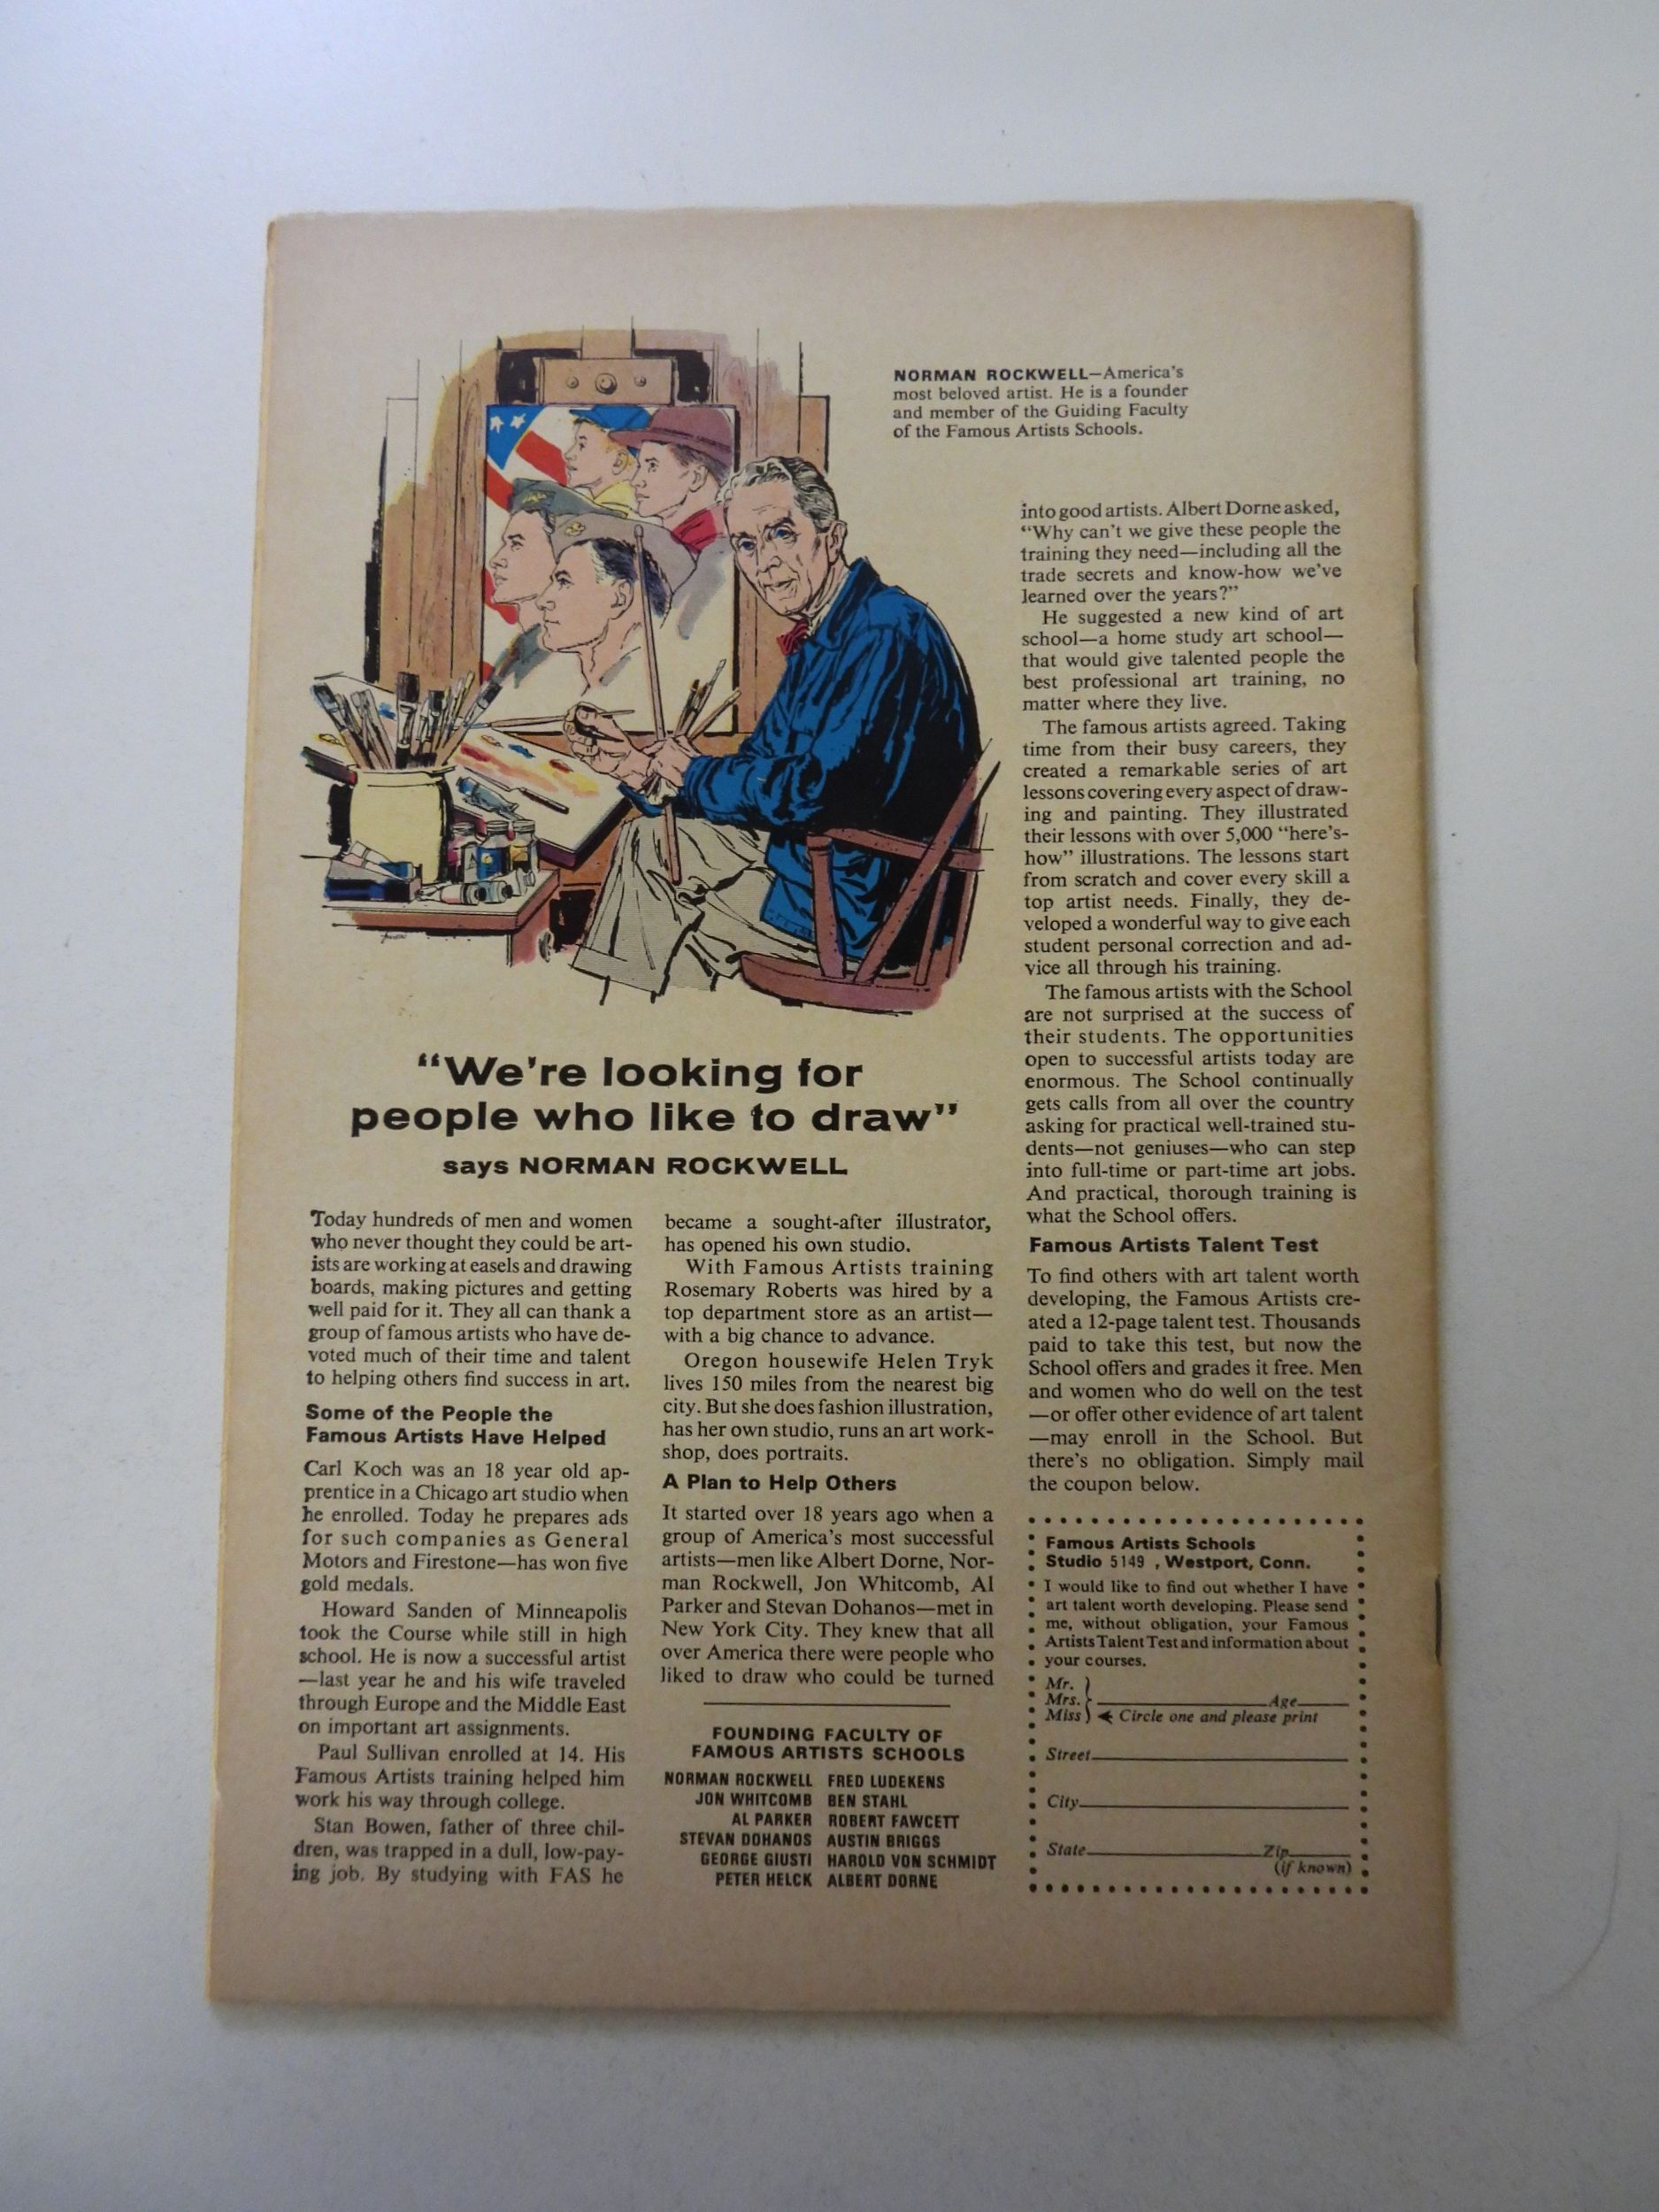 NORMAN ROCKWELL—America's
most beloved artist. He is a founder
and member of the Guiding Faculty
of the Famous Artists Schools.
"We're looking for
people who like to draw"
says NORMAN ROCKWELL
Today hundreds of men and women
who never thought they could be art-
ists are working at easels and drawing
boards, making pictures and getting
well paid for it. They all can thank a
group of famous artists who have de-
voted much of their time and talent
to helping others find success in art.
Some of the People the
Famous Artists Have Helped
Carl Koch was an 18 year old ap-
prentice in a Chicago art studio when
he enrolled. Today he prepares ads
for such companies as General
Motors and Firestone—has won five
gold medals.
Howard Sanden of Minneapolis
took the Course while still in high
school. He is now a successful artist
—last year he and his wife traveled
through Europe and the Middle East
on important art assignments.
Paul Sullivan enrolled at 14. His
Famous Artists training helped him
work his way through college.
Stan Bowen, father of three chil-
dren, was trapped in a dull, low-pay-
ing job. By studying with FAS he
became a sought-after illustrator,
has opened his own studio.
With Famous Artists training
Rosemary Roberts was hired by a
top department store as an artist—
with a big chance to advance.
Oregon housewife Helen Tryk
lives 150 miles from the nearest big
city. But she does fashion illustration,
has her own studio, runs an art work-
shop, does portraits.
A Plan to Help Others
It started over 18 years ago when a
group of America's most successful
artists—men like Albert Dorne, Nor-
man Rockwell, Jon Whitcomb, Al
Parker and Stevan Dohanos—met in
New York City. They knew that all
over America there were people who
liked to draw who could be turned
FOUNDING FACULTY OF
FAMOUS ARTISTS SCHOOLS
NORMAN ROCKWELL FRED LUDEKENS
JON WHITCOMB BEN STAHL
AL PARKER ROBERT FAWCETT
STEVAN DOHANOS AUSTIN BRIGGS
GEORGE GIUSTI HAROLD VON SCHMIDT
PETER HELCK ALBERT DORNE
into good artists. Albert Dorne asked,
"Why can't we give these people the
training they need—including all the
trade secrets and know-how we've
learned over the years?"
He suggested a new kind of art
school—a home study art school—
that would give talented people the
best professional art training, no
matter where they live.
The famous artists agreed. Taking
time from their busy careers, they
created a remarkable series of art
lessons covering every aspect of draw-
ing and painting. They illustrated
their lessons with over 5,000 "here's-
how" illustrations. The lessons start
from scratch and cover every skill a
top artist needs. Finally, they de-
veloped a wonderful way to give each
student personal correction and ad-
vice all through his training.
The famous artists with the School
are not surprised at the success of
their students. The opportunities
open to successful artists today are
enormous. The School continually
gets calls from all over the country
asking for practical well-trained stu-
dents—not geniuses—who can step
into full-time or part-time art jobs.
And practical, thorough training is
what the School offers.
Famous Artists Talent Test
To find others with art talent worth
developing, the Famous Artists cre-
ated a 12-page talent test. Thousands
paid to take this test, but now the
School offers and grades it free. Men
and women who do well on the test
—or offer other evidence of art talent
—may enroll in the School. But
there's no obligation. Simply mail
the coupon below.
Famous Artists Schools
Studio 5149 , Westport, Conn.
I would like to find out whether I have
art talent worth developing. Please send
me, without obligation, your Famous
Artists Talent Test and information about
your courses.
Mr.
Mrs. Age
Miss Circle one and please print
Street
City
State Zip
(if known)